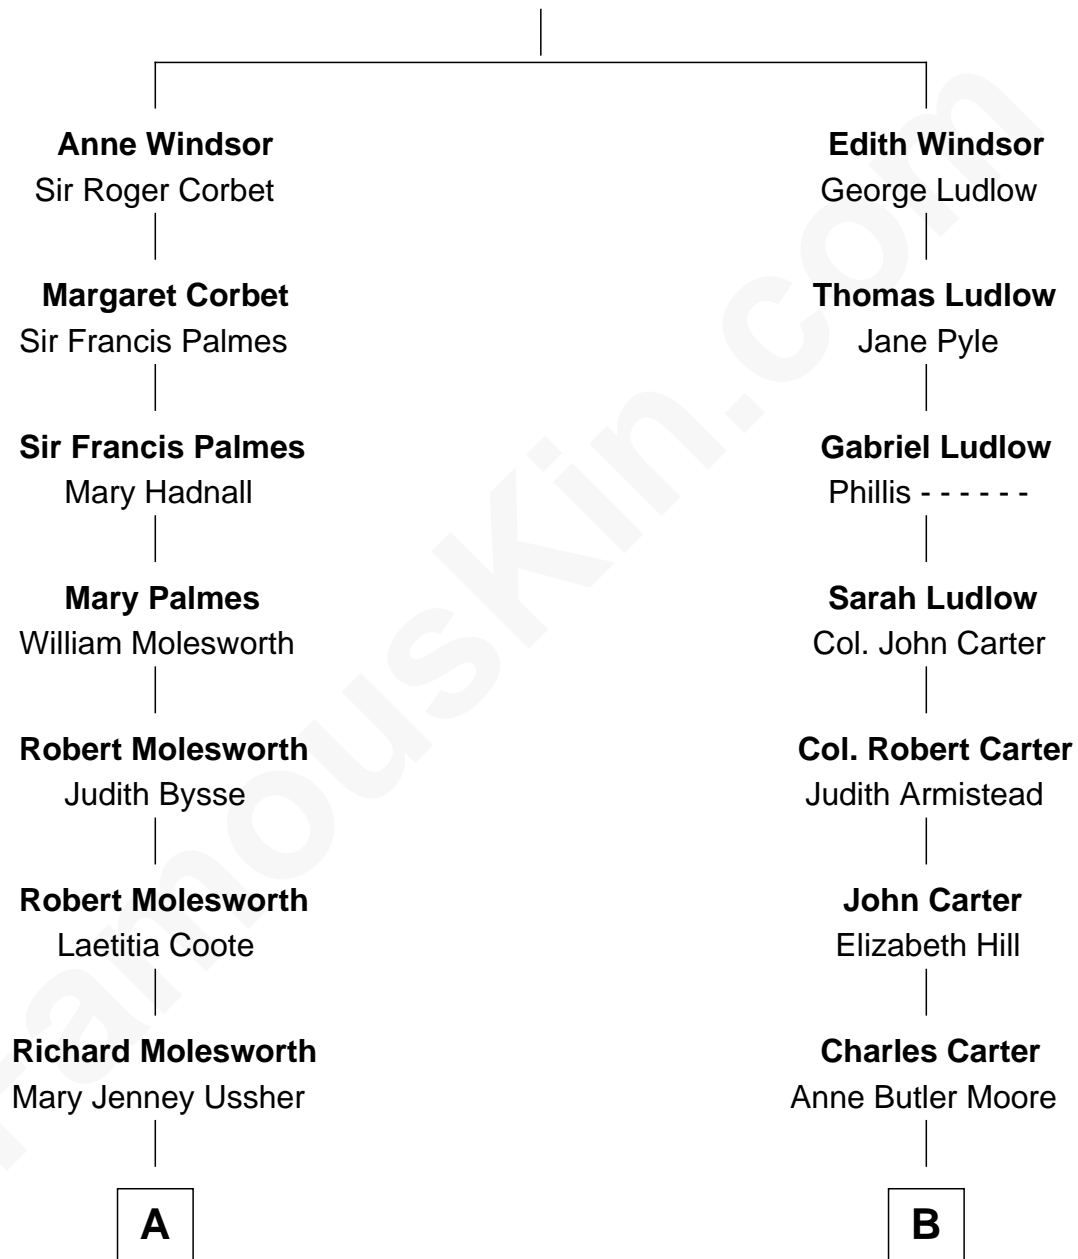 Anne Windsor
Sir Roger Corbet
Margaret Corbet
Sir Francis Palmes
Sir Francis Palmes
Mary Hadnall
Mary Palmes
William Molesworth
Robert Molesworth
Judith Bysse
Robert Molesworth
Laetitia Coote
Richard Molesworth
Mary Jenney Ussher
A
Edith Windsor
George Ludlow
Thomas Ludlow
Jane Pyle
Gabriel Ludlow
Phillis - - - - - -
Sarah Ludlow
Col. John Carter
Col. Robert Carter
Judith Armistead
John Carter
Elizabeth Hill
Charles Carter
Anne Butler Moore
B
FamousKin.com